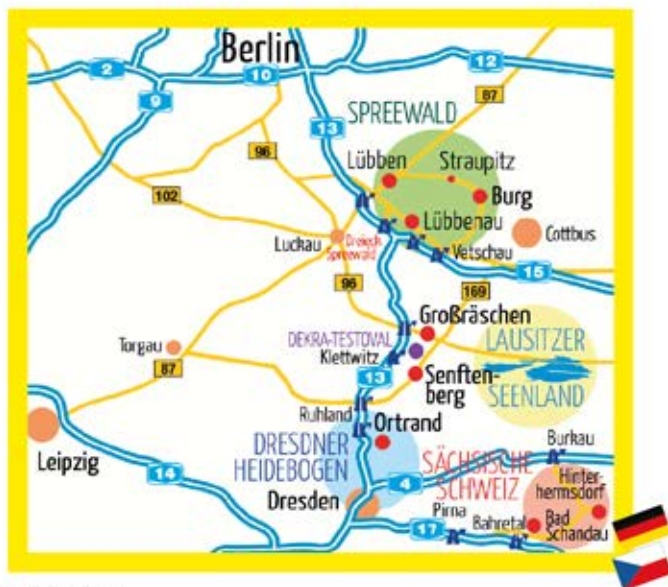 Berlin
2
10
12
9
87
13
SPREEWALD
96
Lübben
Straupitz
Burg
102
Lübbenau
Cottbus
Luckau
Dreieck
Spreewald
Vetschau
15
96
169
Großräschen
DEKRA-TESTOVAL
Klettwitz
LAUSITZER
SEENLAND
Torgau
87
13
Senften-
berg
Ruhland
Ortrand
Leipzig
14
DRESDNER
HEIDEBOGEN
Burkau
SÄCHSISCHE
SCHWEIZ
4
Hinter-
hermsdorf
Dresden
Pirna
17
Bahretal
Bad
Schandau